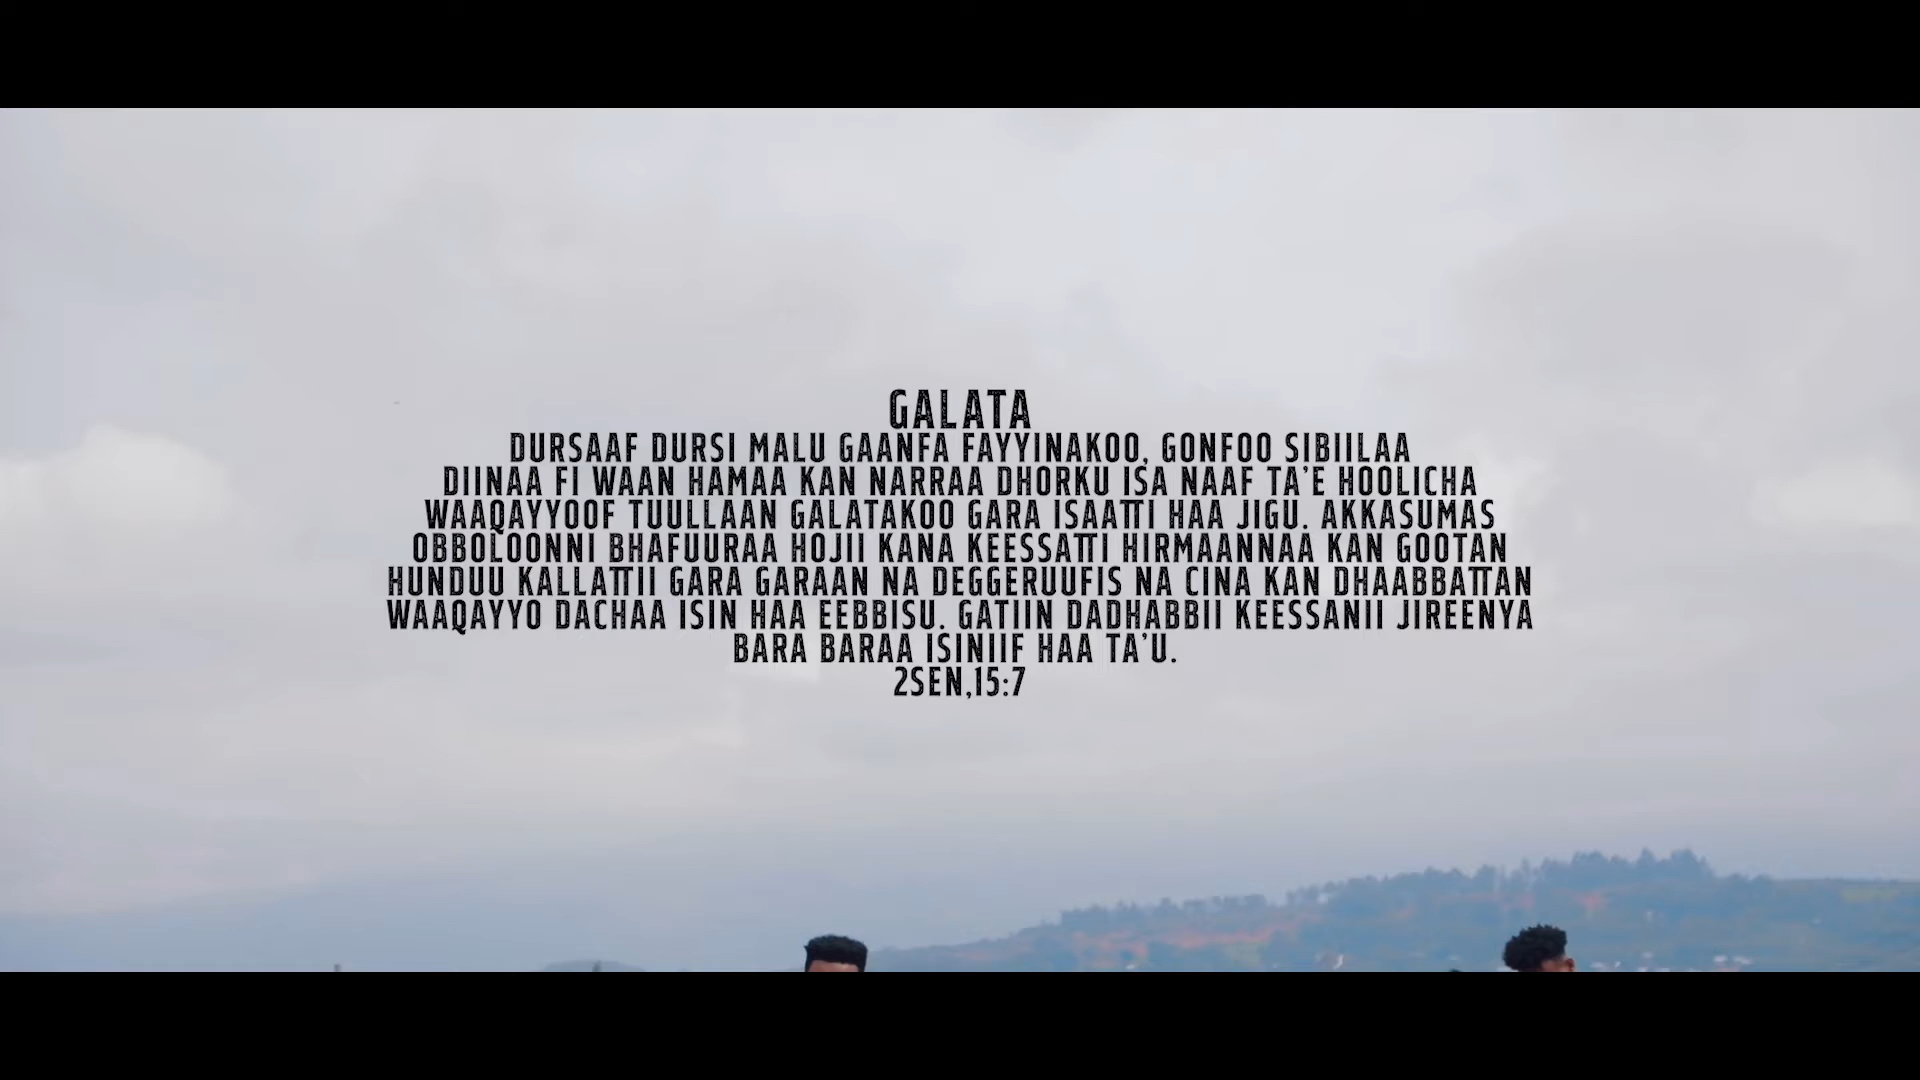 GALATA
DURSAAF DURSI MALU GAANFA FAYYINAKOO, GONFOO SIBIILAA
DIINAA FI WAAN HAMAA KAN NARRAA DHORKU ISA NAAF TA'E HOOLICHA
WAAQAYYOOF TUULLAAN GALATAKOO GARA ISAATTI HAA JIGU. AKKASUMAS
OBBOLOONNI BHAFUURAA HOJII KANA KEESSATTI HIRMAANNAA KAN GOOTAN
HUNDUU KALLATTII GARA GARAAN NA DEGGERUUFIS NA CINA KAN DHAABBATTAN
WAAQAYYO DACHAA ISIN HAA EEBBISU. GATIIN DADHABBII KEESSANII JIREENYA
BARA BARAA ISINIIF HAA TA'U.
2SEN,15:7